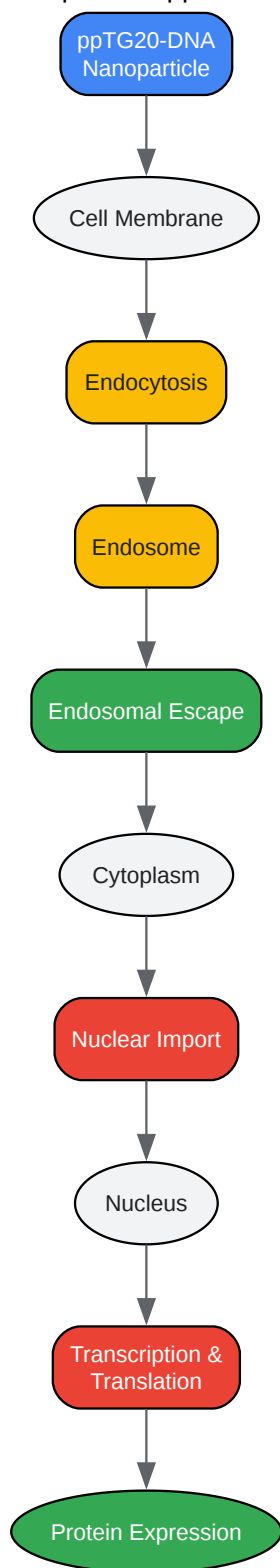 ppTG20-DNA
Nanoparticle
Cell Membrane
Endocytosis
Endosome
Endosomal Escape
Cytoplasm
Nuclear Import
Nucleus
Transcription &
Translation
Protein Expression